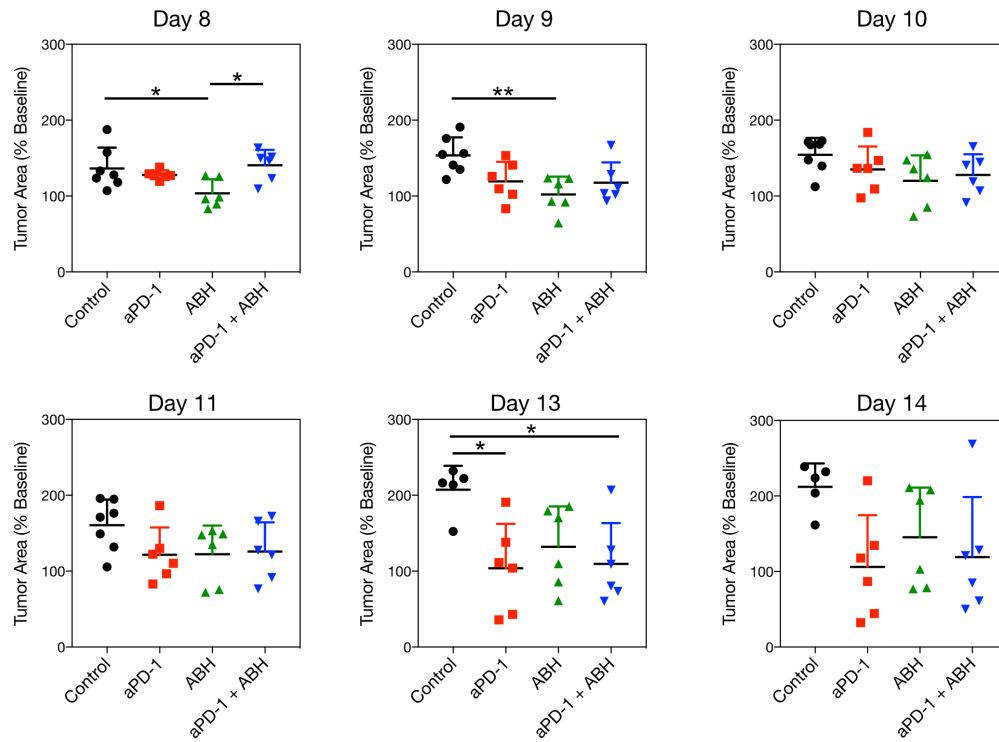 Day 8
Day 9
Day 10
*
*
**
Tumor Area (% Baseline)
300
200
100
0
Control
aPD-1
ABH
aPD-1 + ABH
Tumor Area (% Baseline)
300
200
100
0
Control
aPD-1
ABH
aPD-1 + ABH
Tumor Area (% Baseline)
300
200
100
0
Control
aPD-1
ABH
aPD-1 + ABH
Day 11
Day 13
Day 14
*
*
Tumor Area (% Baseline)
300
200
100
0
Control
aPD-1
ABH
aPD-1 + ABH
Tumor Area (% Baseline)
300
200
100
0
Control
aPD-1
ABH
aPD-1 + ABH
Tumor Area (% Baseline)
300
200
100
0
Control
aPD-1
ABH
aPD-1 + ABH